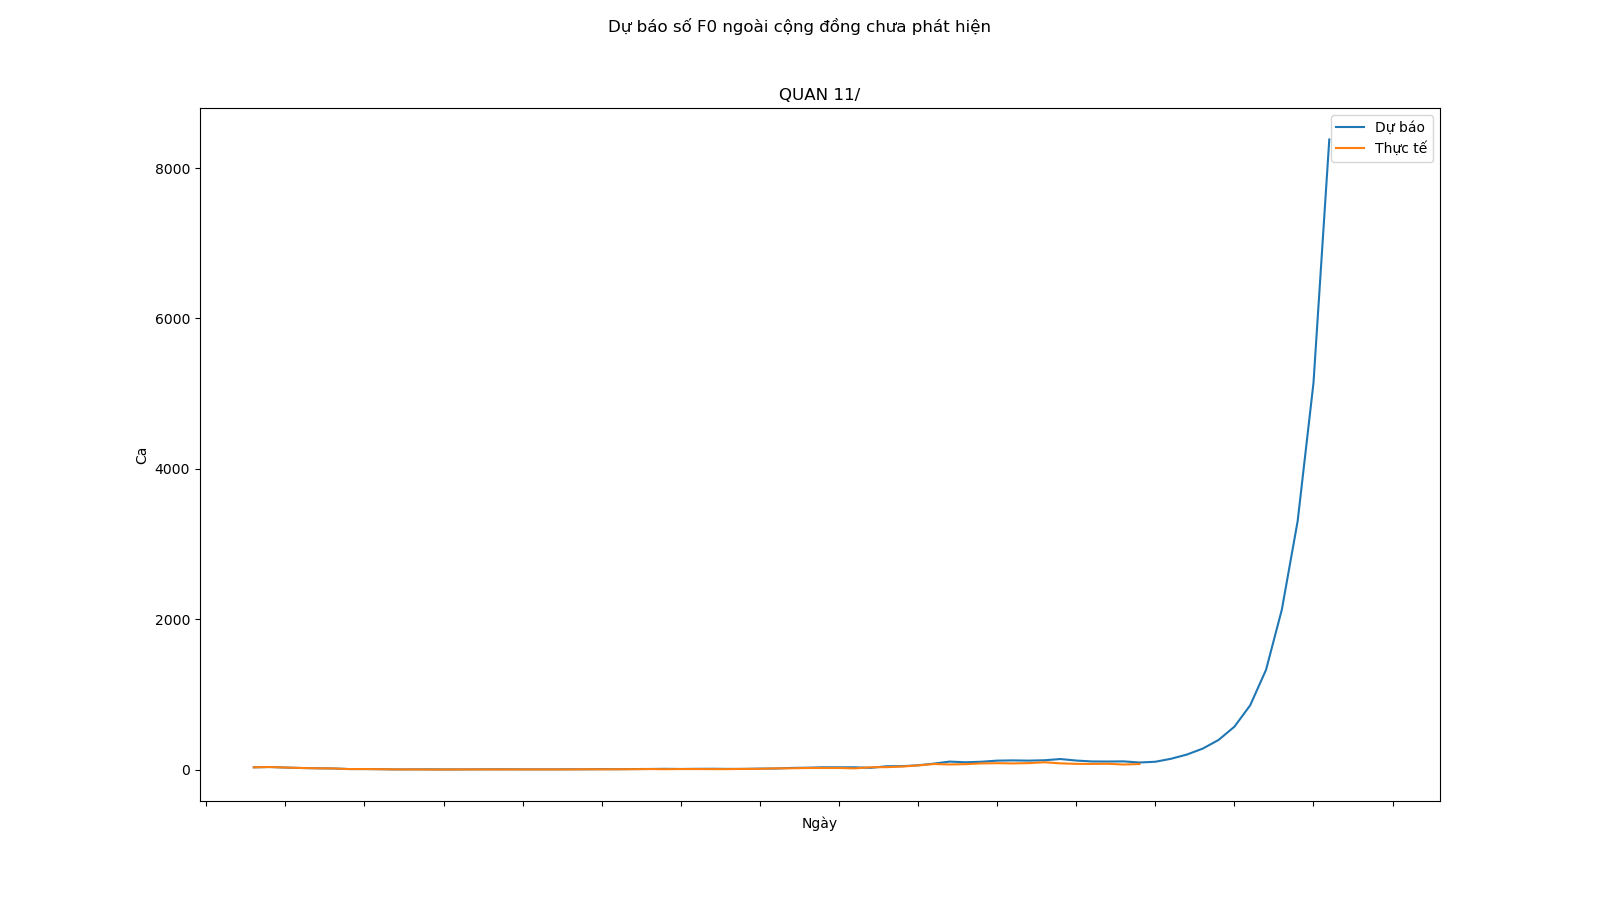 Dự báo số F0 ngoài cộng đồng chưa phát hiện
QUAN 11/
Dự báo
Thực tế
8000
6000
4000
2000
0
Ca
Ngày